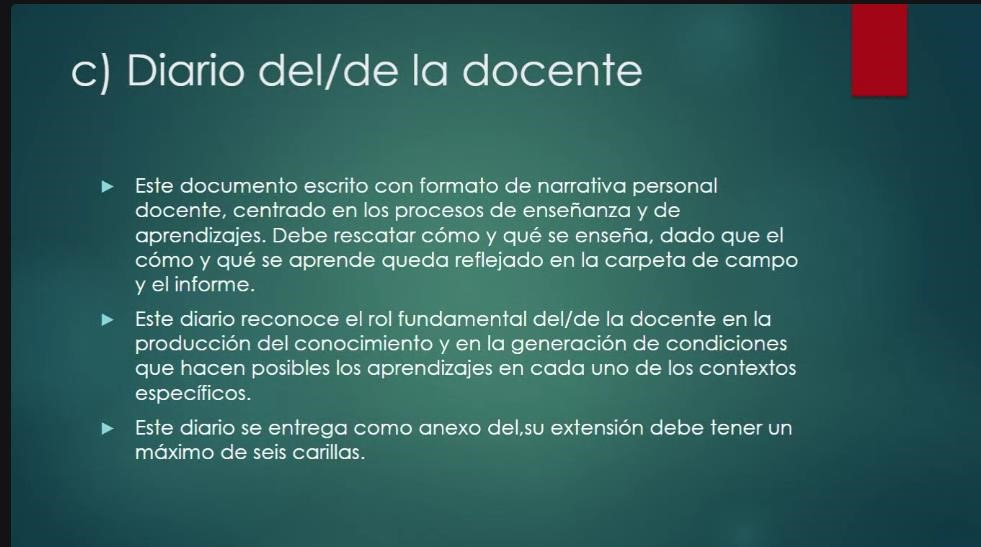 c) Diario del/de la docente
Este documento escrito con formato de narrativa personal
docente, centrado en los procesos de enseñanza y de
aprendizajes. Debe rescatar cómo y qué se enseña, dado que el
cómo y qué se aprende queda reflejado en la carpeta de campo
y el informe.
Este diario reconoce el rol fundamental del/de la docente en la
producción del conocimiento y en la generación de condiciones
que hacen posibles los aprendizajes en cada uno de los contextos
específicos.
Este diario se entrega como anexo del,su extensión debe tener un
máximo de seis carillas.